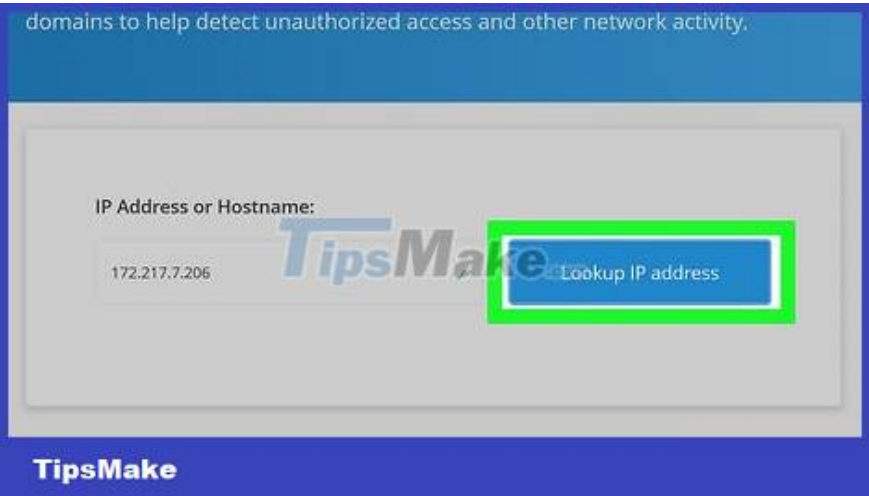 domains to help detect unauthorized access and other network activity,
IP Address or Hostname:
172.217.7.206
TipsMake.com
Lookup IP address
TipsMake